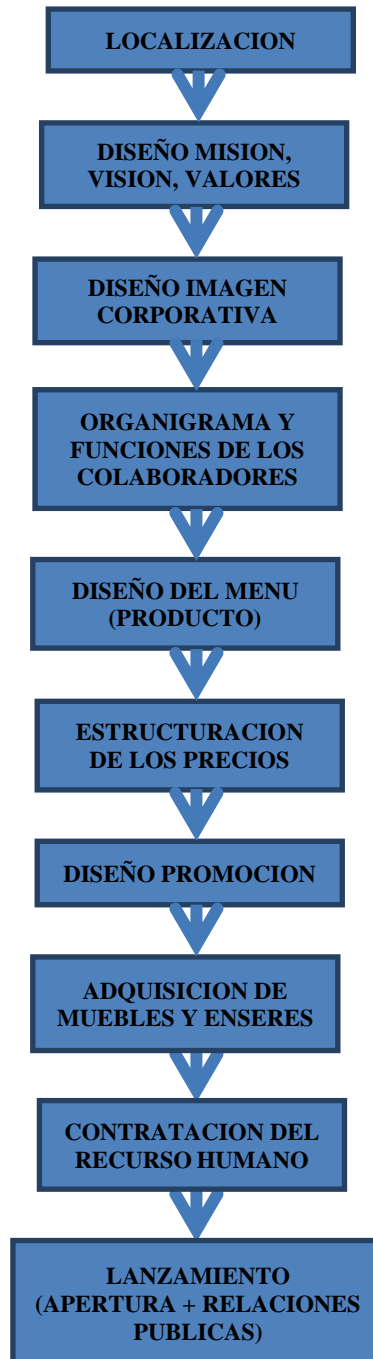 LOCALIZACION
DISEÑO MISION,
VISION, VALORES
DISEÑO IMAGEN
CORPORATIVA
ORGANIGRAMA Y
FUNCIONES DE LOS
COLABORADORES
DISEÑO DEL MENU
(PRODUCTO)
ESTRUCTURACION
DE LOS PRECIOS
DISEÑO PROMOCION
ADQUISICION DE
MUEBLES Y ENSERES
CONTRATACION DEL
RECURSO HUMANO
LANZAMIENTO
(APERTURA + RELACIONES
PUBLICAS)